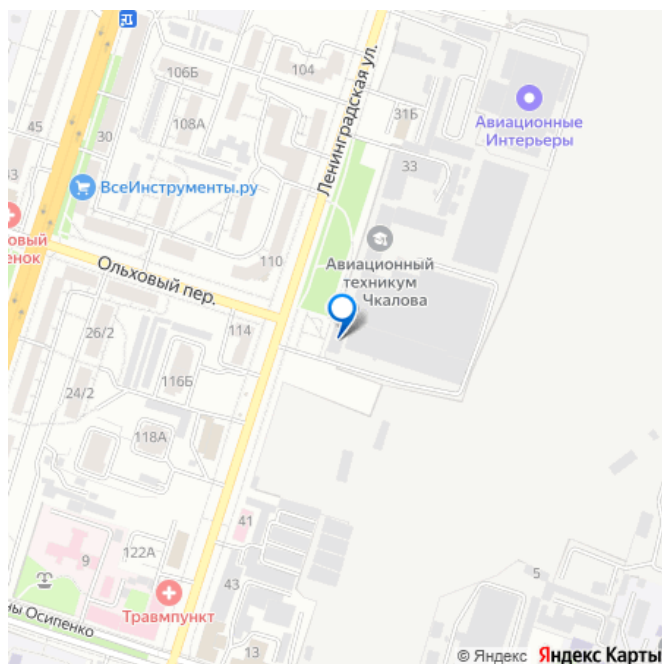 106Б
104
Ленинградская ул.
Авиационные
Интерьеры
31Б
45
30
108А
33
43
ВсеИнструменты.ру
овый
енок
Ольховый пер.
110
Авиационный
техникум
Чкалова
26/2
114
116Б
24/2
118А
41
122А
9
43
5
Травмпункт
ны Осипенко
13
© Яндекс Яндекс Карты